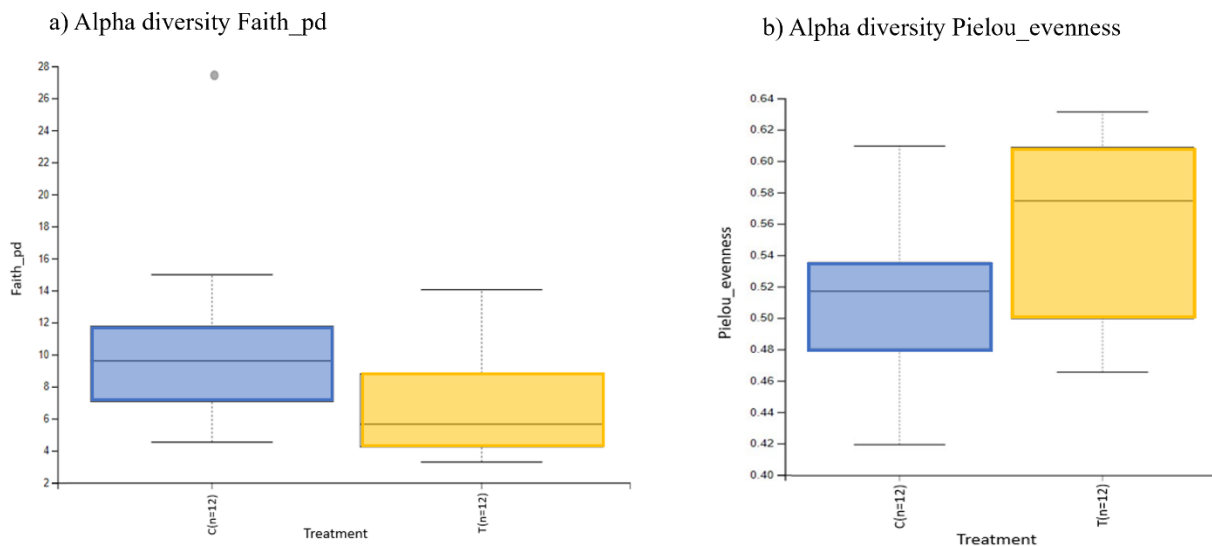 a) Alpha diversity Faith_pd
28
26
24
22
20
18
16
14
12
10
8
6
4
2
Faith_pd
C(n=12)
T(n=12)
Treatment
b) Alpha diversity Pielou_evenness
0.64
0.62
0.60
0.58
0.56
0.54
0.52
0.50
0.48
0.46
0.44
0.42
0.40
Pielou_evenness
C(n=12)
T(n=12)
Treatment